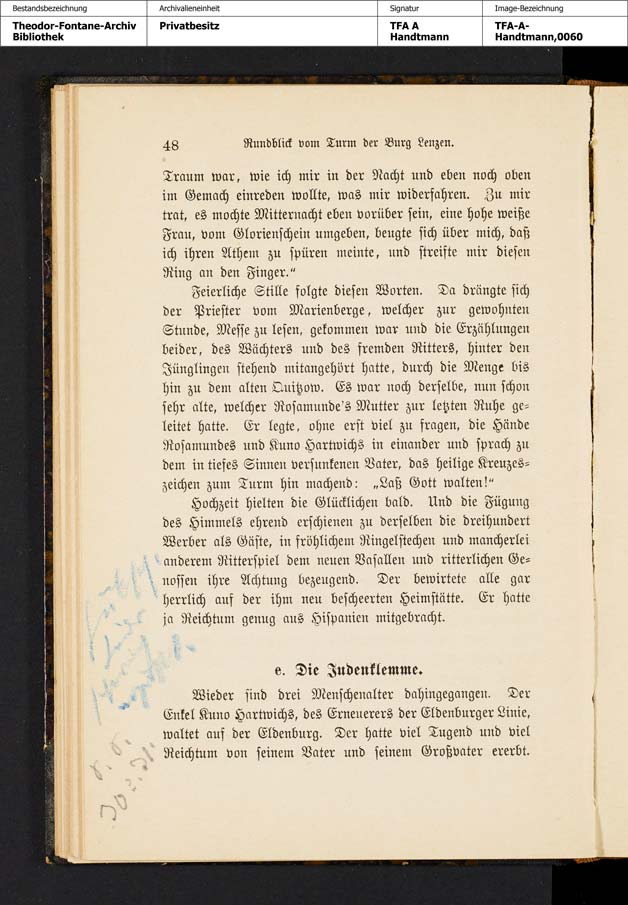 Bestandsbezeichnung
Archivalieneinheit
Signatur
Image-Bezeichnung
Theodor-Fontane-Archiv
Bibliothek
Privatbesitz
TFA A
Handtmann
TFA-A-
Handtmann,0060
48 Rundblick vom Turm der Burg Lenzen.
Traum war, wie ich mir in der Nacht und eben noch oben
im Gemach einreden wollte, was mir widerfahren. Zu mir
trat, es mochte Mitternacht eben vorüber sein, eine hohe weiße
Frau, vom Glorienschein umgeben, beugte sich über mich, daß
ich ihren Athem zu spüren meinte, und streifte mir diesen
Ring an den Finger.“
Feierliche Stille folgte diesen Worten. Da drängte sich
der Priester vom Marienberge, welcher zur gewohnten
Stunde, Messe zu lesen, gekommen war und die Erzählungen
beider, des Wächters und des fremden Ritters, hinter den
Jünglingen stehend mitangehört hatte, durch die Menge bis
hin zu dem alten Quitzow. Es war noch derselbe, nun schon
sehr alte, welcher Rosamunde's Mutter zur letzten Ruhe ge-
leitet hatte. Er legte, ohne erst viel zu fragen, die Hände
Rosamundes und Kuno Hartwichs in einander und sprach zu
dem in tiefes Sinnen versunkenen Vater, das heilige Kreuzes-
zeichen zum Turm hin machend: „Laß Gott walten!“
Hochzeit hielten die Glücklichen bald. Und die Fügung
des Himmels ehrend erschienen zu derselben die dreihundert
Werber als Gäste, in fröhlichem Ringelstechen und mancherlei
anderem Ritterspiel dem neuen Vasallen und ritterlichen Ge-
nossen ihre Achtung bezeugend. Der bewirtete alle gar
herrlich auf der ihm neu bescheerten Heimstätte. Er hatte
ja Reichtum genug aus Hispanien mitgebracht.
e. Die Judenklemme.
Wieder sind drei Menschenalter dahingegangen. Der
Enkel Kuno Hartwichs, des Erneuerers der Eldenburger Linie,
waltet auf der Eldenburg. Der hatte viel Tugend und viel
Reichtum von seinem Vater und seinem Großvater ererbt.